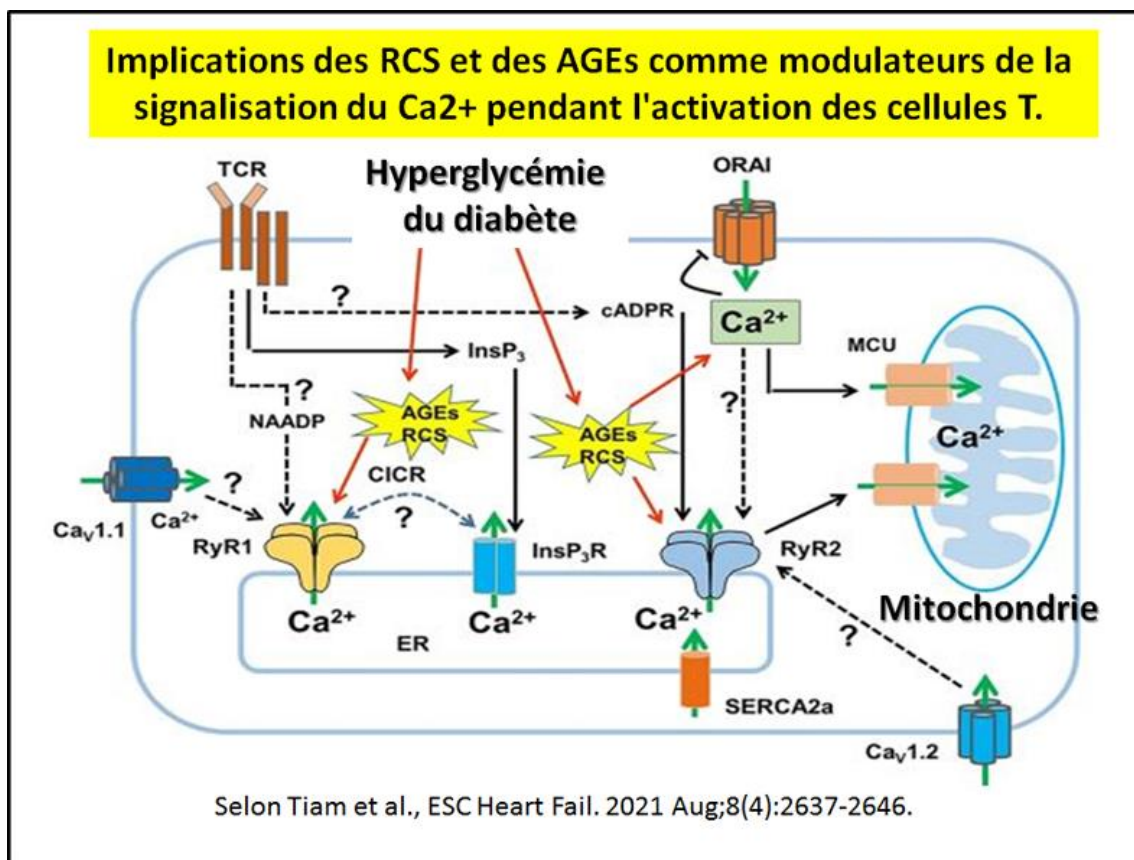 Implications des RCS et des AGEs comme modulateurs de la
signalisation du Ca2+ pendant l'activation des cellules T.
TCR
Hyperglycémie
du diabète
ORAI
?
cADPR
Ca²⁺
InsP₃
MCU
?
NAADP
AGEs
RCS
AGEs
RCS
?
Ca²⁺
CICR
?
Ca²⁺
CaV1.1
RyR1
?
InsP₃R
RyR2
Ca²⁺
Ca²⁺
Ca²⁺
Mitochondrie
ER
?
SERCA2a
CaV1.2
Selon Tiam et al., ESC Heart Fail. 2021 Aug;8(4):2637-2646.